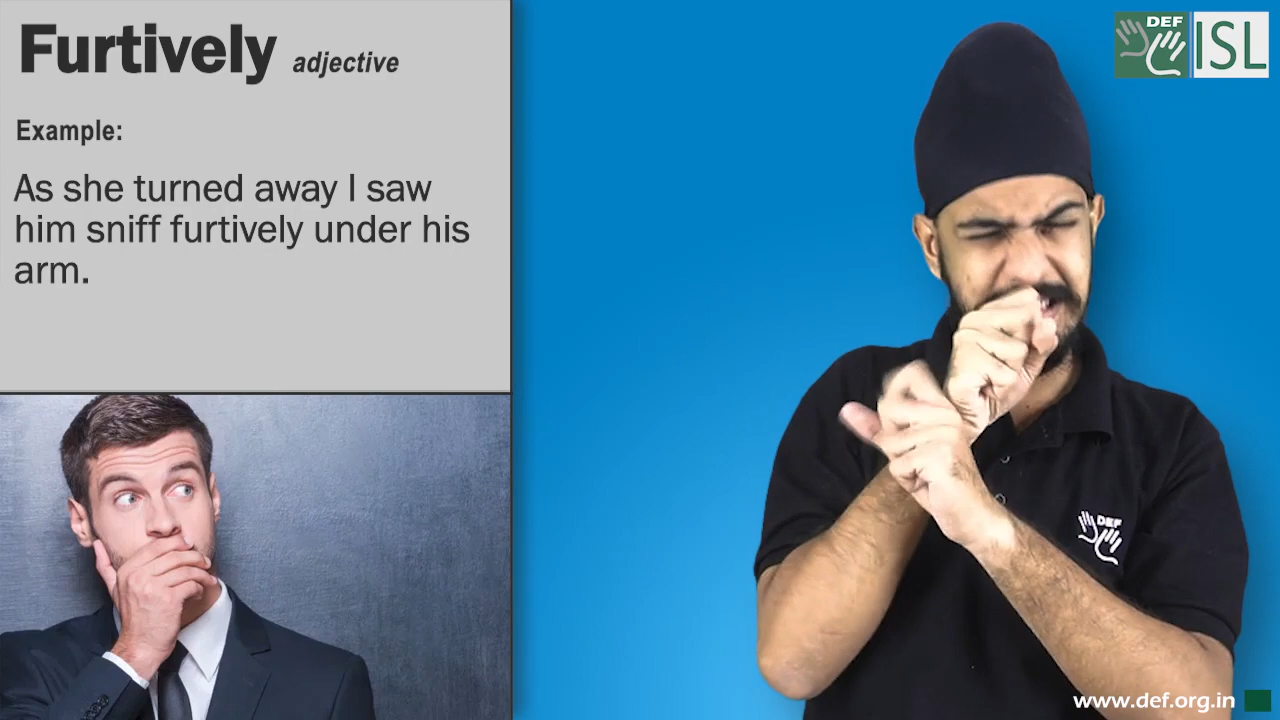 Furtively adjective
Example:
As she turned away I saw
him sniff furtively under his
arm.
DEF
ISL
DEF
www.def.org.in